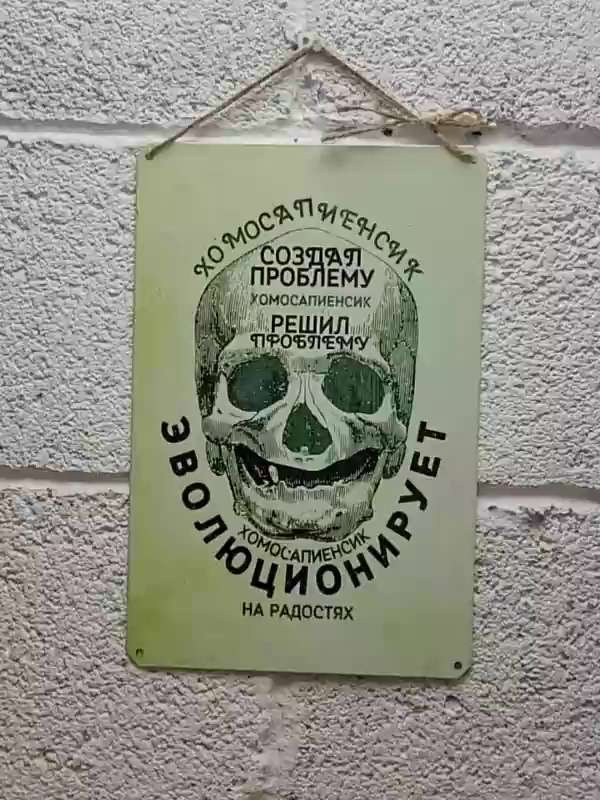 ХОМОСАПИЕНСИК
СОЗДАЛ
ПРОБЛЕМУ
ХОМОСАПИЕНСИК
РЕШИЛ
ПРОБЛЕМУ
ХОМОСАПИЕНСИК
ЭВОЛЮЦИОНИРУЕТ
НА РАДОСТЯХ